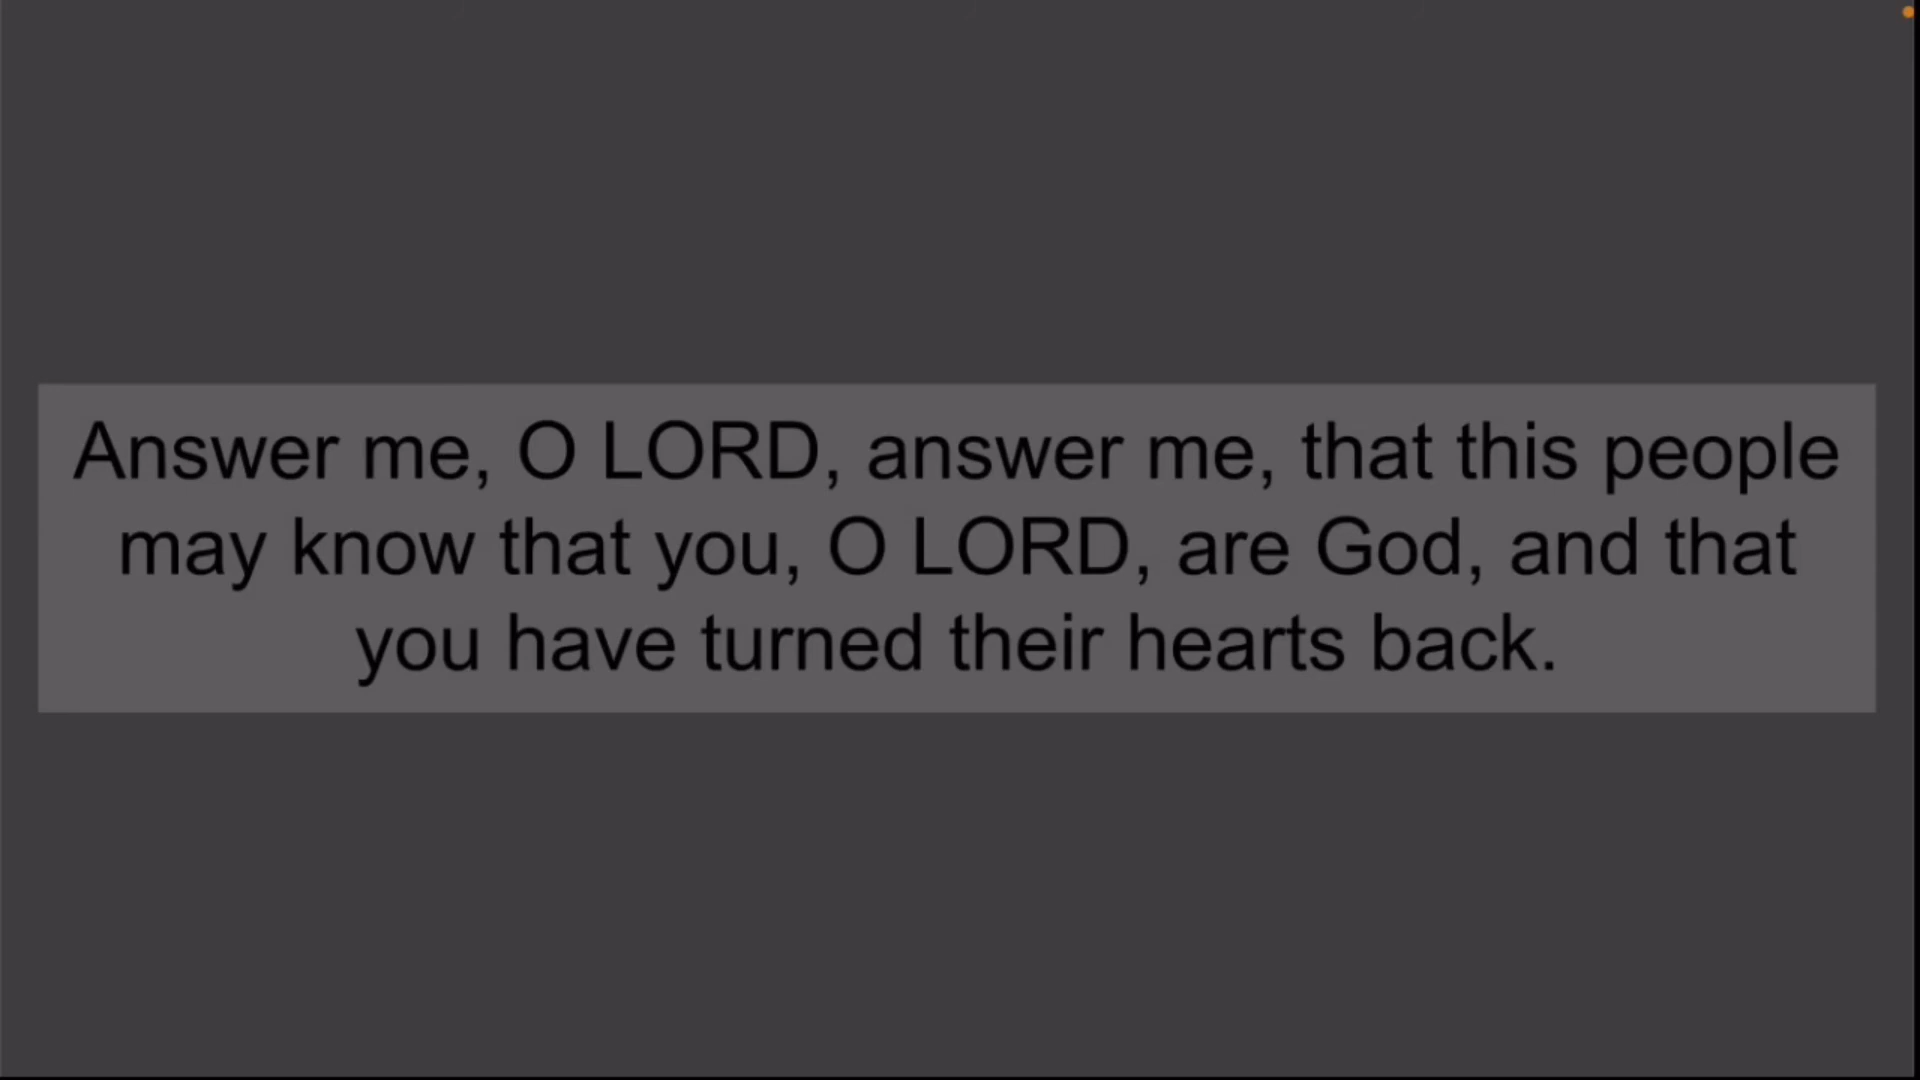 Answer me, O LORD, answer me, that this people
may know that you, O LORD, are God, and that
you have turned their hearts back.